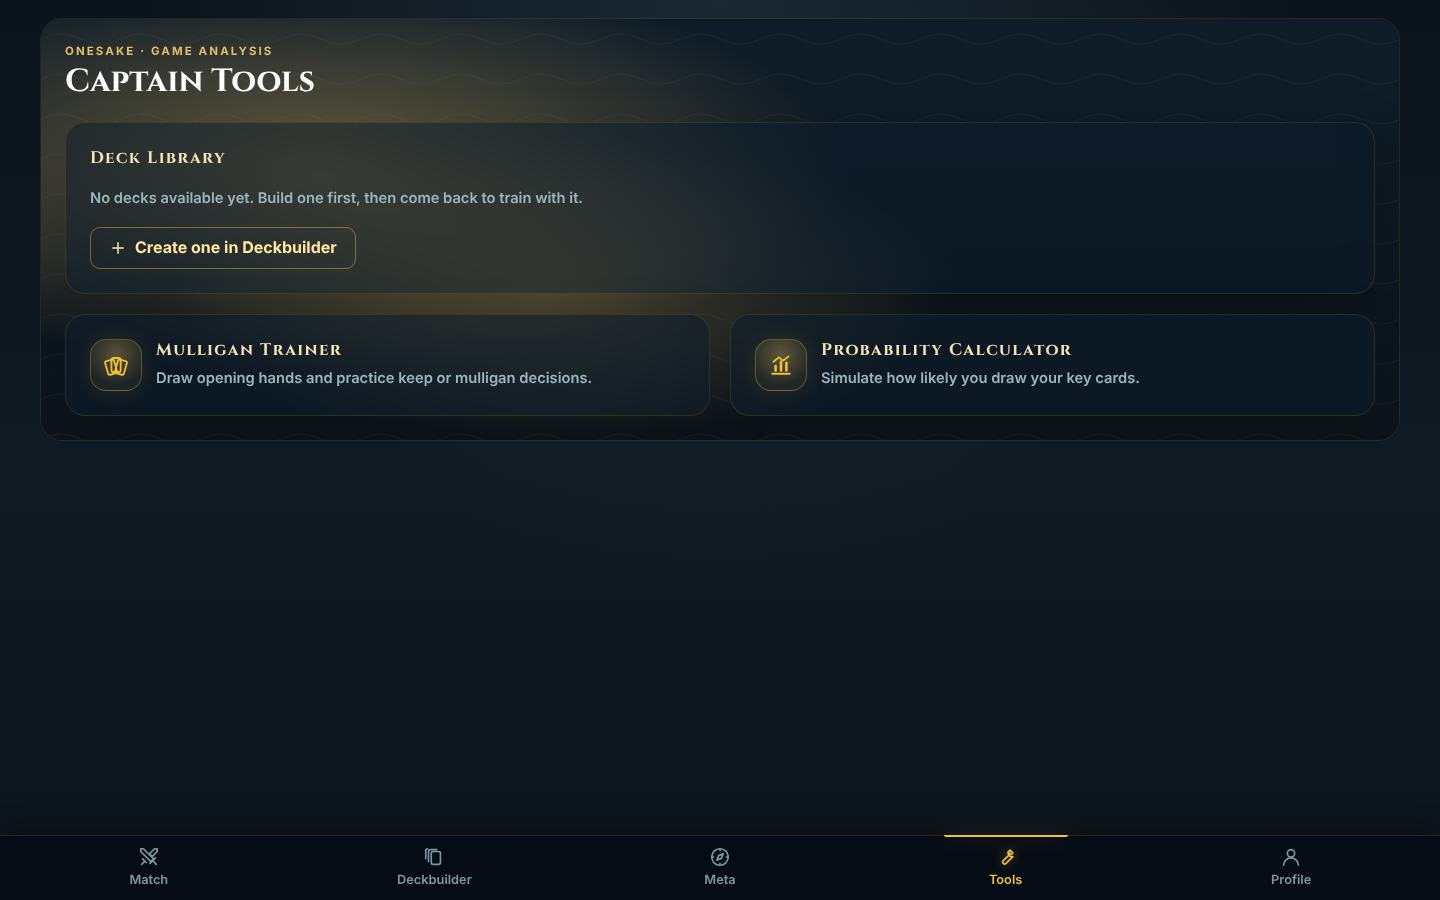 ONESAKE · GAME ANALYSIS
Captain Tools
Deck Library
No decks available yet. Build one first, then come back to train with it.
Create one in Deckbuilder
Mulligan Trainer
Draw opening hands and practice keep or mulligan decisions.
Probability Calculator
Simulate how likely you draw your key cards.
Match
Deckbuilder
Meta
Tools
Profile